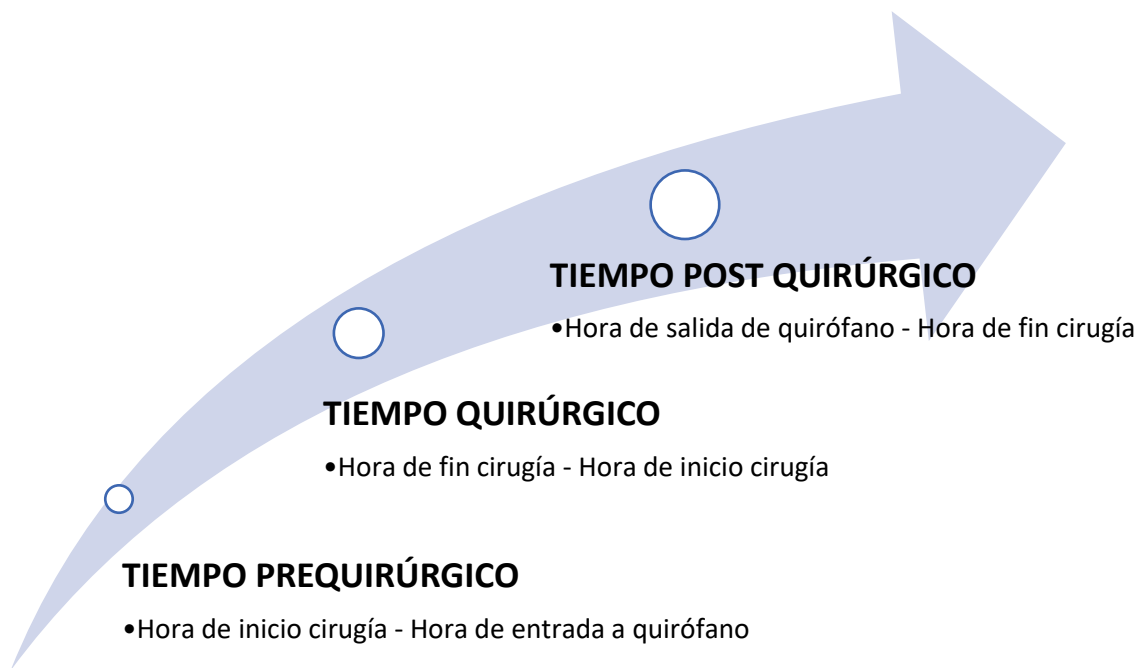 TIEMPO POST QUIRÚRGICO
•Hora de salida de quirófano - Hora de fin cirugía
TIEMPO QUIRÚRGICO
•Hora de fin cirugía - Hora de inicio cirugía
TIEMPO PREQUIRÚRGICO
•Hora de inicio cirugía - Hora de entrada a quirófano